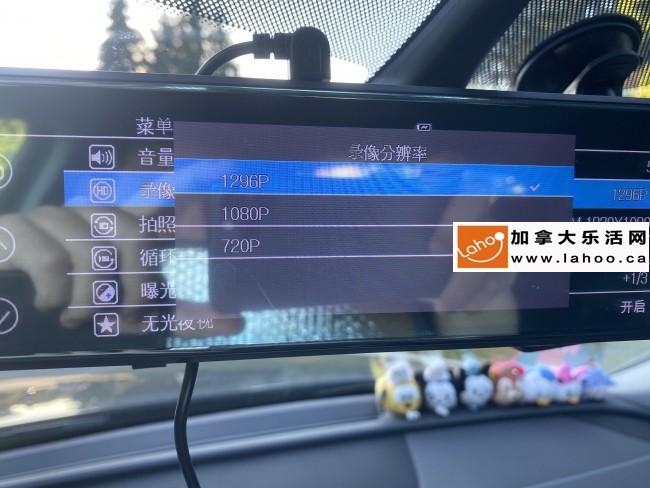 菜单
录像分辨率
音量
1296P
录像
HD
1296P
1080P
拍照
720P
循环
曝光
+1/3
无光夜视
开启
Lahoo
加拿大乐活网
www.lahoo.ca